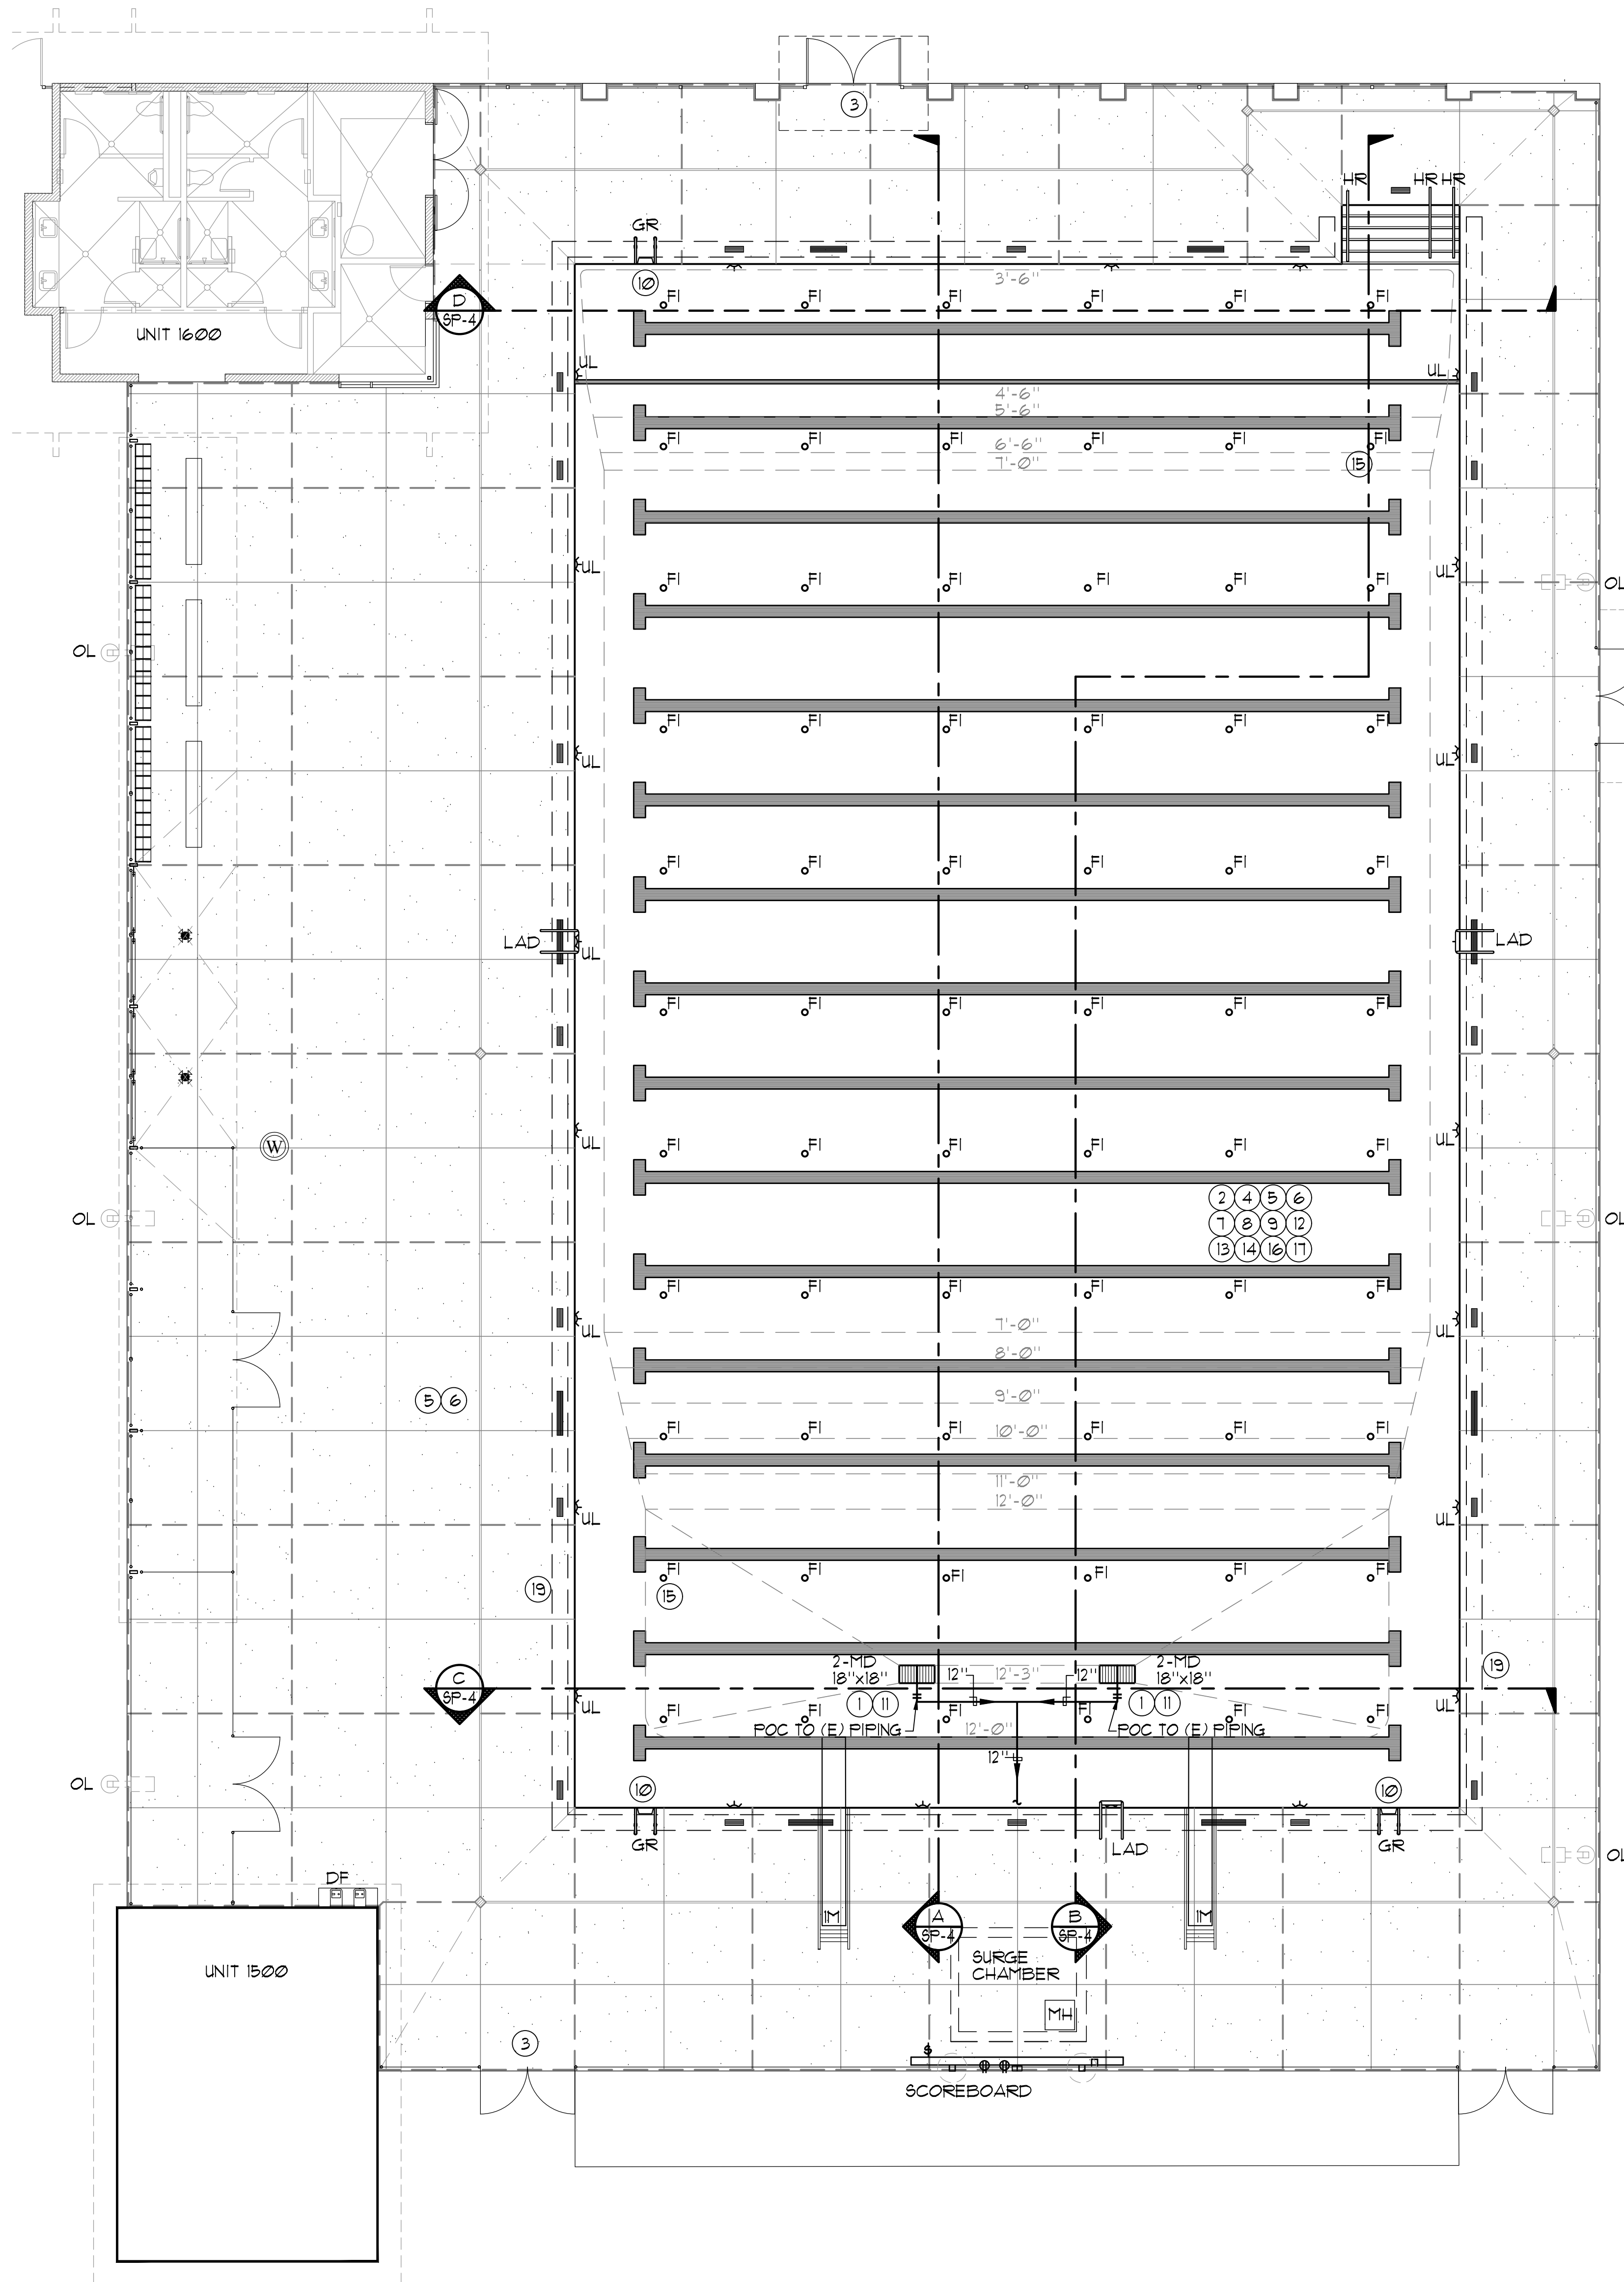 3
HR HR HR
GR
10
3'-6"
D
SP-4
FI FI FI FI FI FI
UNIT 1600
UL UL
4'-6"
5'-6"
FI FI FI FI FI FI
6'-6"
7'-0"
15
UL UL
FI FI FI FI FI FI
OL
OL
FI FI FI FI FI FI
UL UL
FI FI FI FI FI FI
LAD LAD
UL
FI FI FI FI FI FI
W
UL UL
FI FI FI FI FI FI
2 4 5 6
OL 7 8 9 12 OL
13 14 16 17
FI FI FI FI FI FI
7'-0"
UL UL
8'-0"
5 6
9'-0"
FI FI FI FI FI FI
10'-0"
11'-0"
12'-0"
UL UL
FI FI FI FI FI FI
19 15
2-MD 12" 12'-3" 12" 2-MD 19
18"x18" 18"x18"
C
SP-4
1 11 1 11
UL UL
FI FI FI FI FI FI
POC TO (E) PIPING 12'-0" POC TO (E) PIPING
12"
OL
10 10
GR LAD GR
OL
DF
1M A B 1M
SP-4 SP-4
SURGE
CHAMBER
UNIT 1500
MH
3
$
SCOREBOARD